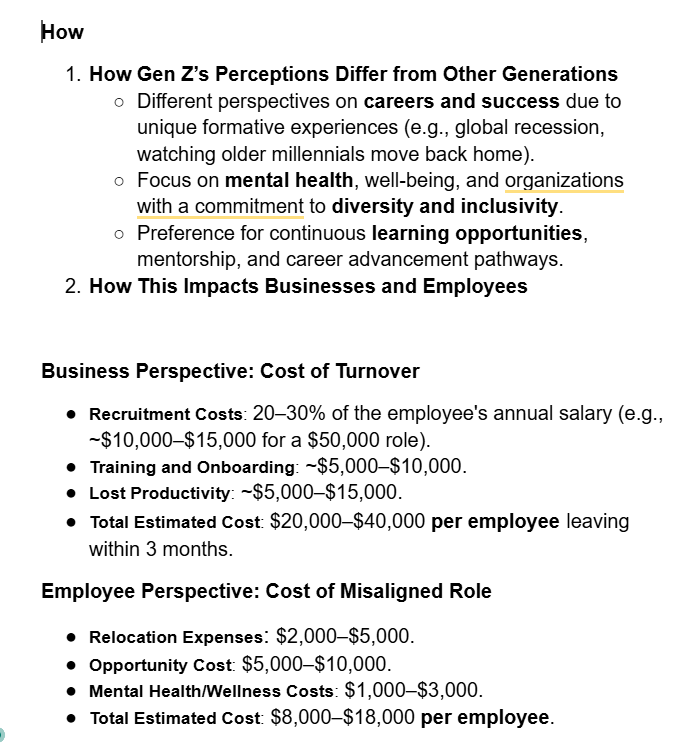 How
1. How Gen Z’s Perceptions Differ from Other Generations
○ Different perspectives on careers and success due to
unique formative experiences (e.g., global recession,
watching older millennials move back home).
○ Focus on mental health, well-being, and organizations
with a commitment to diversity and inclusivity.
○ Preference for continuous learning opportunities,
mentorship, and career advancement pathways.
2. How This Impacts Businesses and Employees
Business Perspective: Cost of Turnover
● Recruitment Costs: 20–30% of the employee's annual salary (e.g.,
~$10,000–$15,000 for a $50,000 role).
● Training and Onboarding: ~$5,000–$10,000.
● Lost Productivity: ~$5,000–$15,000.
● Total Estimated Cost: $20,000–$40,000 per employee leaving
within 3 months.
Employee Perspective: Cost of Misaligned Role
● Relocation Expenses: $2,000–$5,000.
● Opportunity Cost: $5,000–$10,000.
● Mental Health/Wellness Costs: $1,000–$3,000.
● Total Estimated Cost: $8,000–$18,000 per employee.